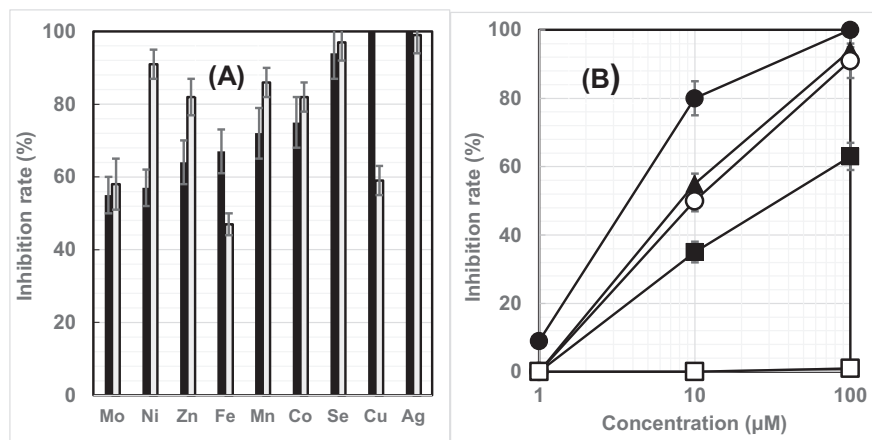 (A)
Inhibition rate (%)
100
80
60
40
20
0
Mo Ni Zn Fe Mn Co Se Cu Ag
(B)
Inhibition rate (%)
100
80
60
40
20
0
1 10 100
Concentration (µM)